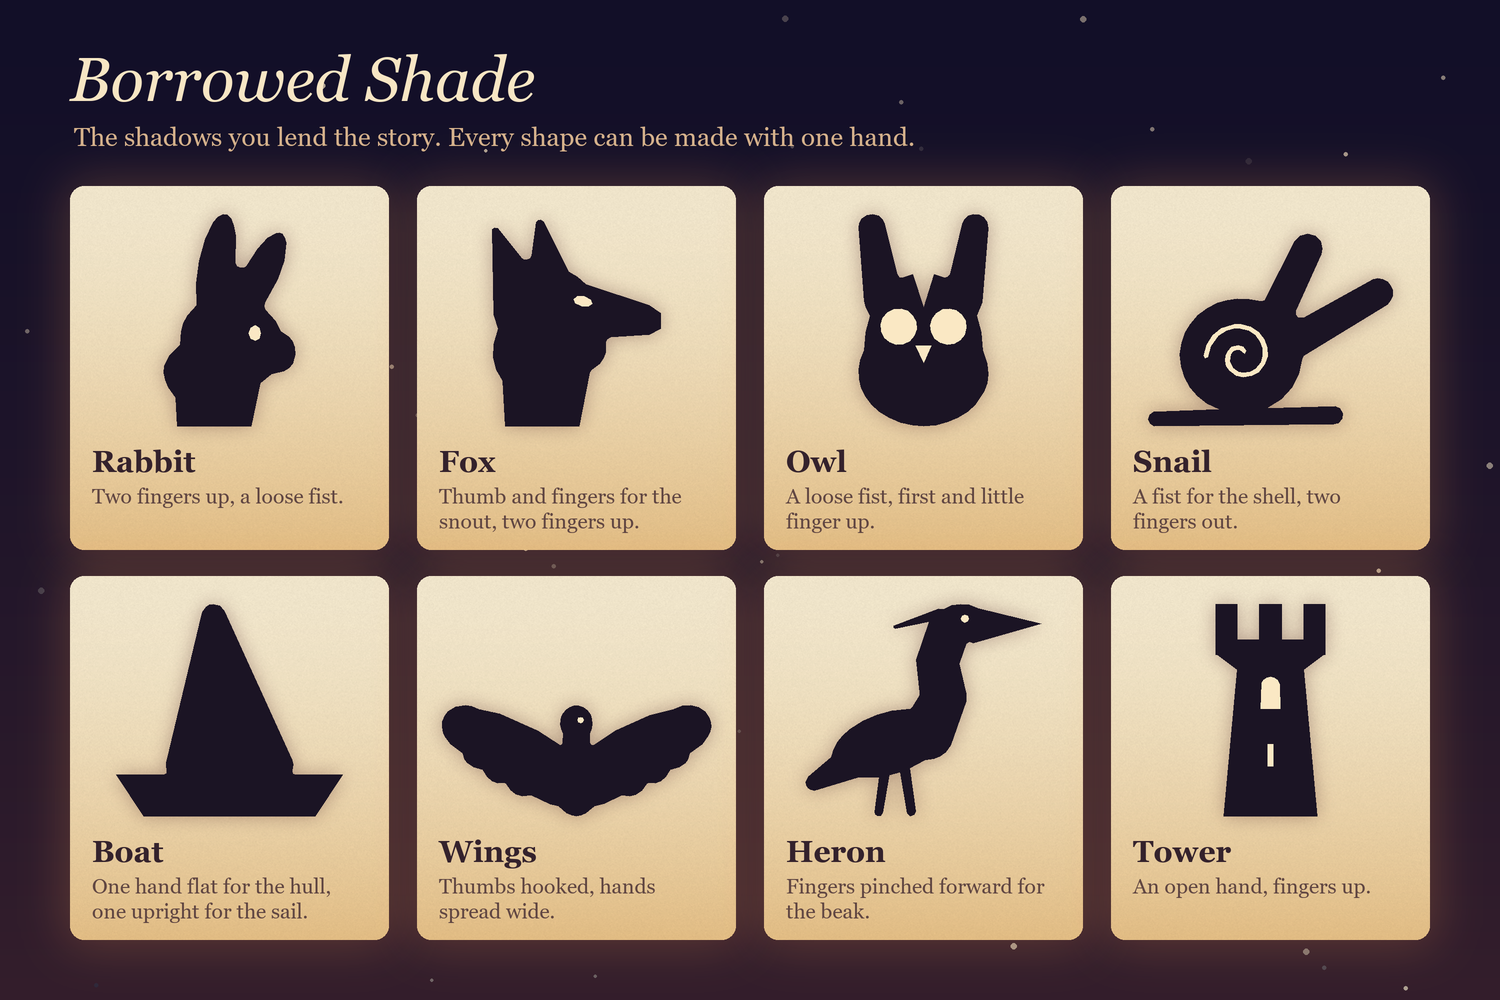 Borrowed Shade
The shadows you lend the story. Every shape can be made with one hand.
Rabbit
Two fingers up, a loose fist.
Fox
Thumb and fingers for the
snout, two fingers up.
Owl
A loose fist, first and little
finger up.
Snail
A fist for the shell, two
fingers out.
Boat
One hand flat for the hull,
one upright for the sail.
Wings
Thumbs hooked, hands
spread wide.
Heron
Fingers pinched forward for
the beak.
Tower
An open hand, fingers up.